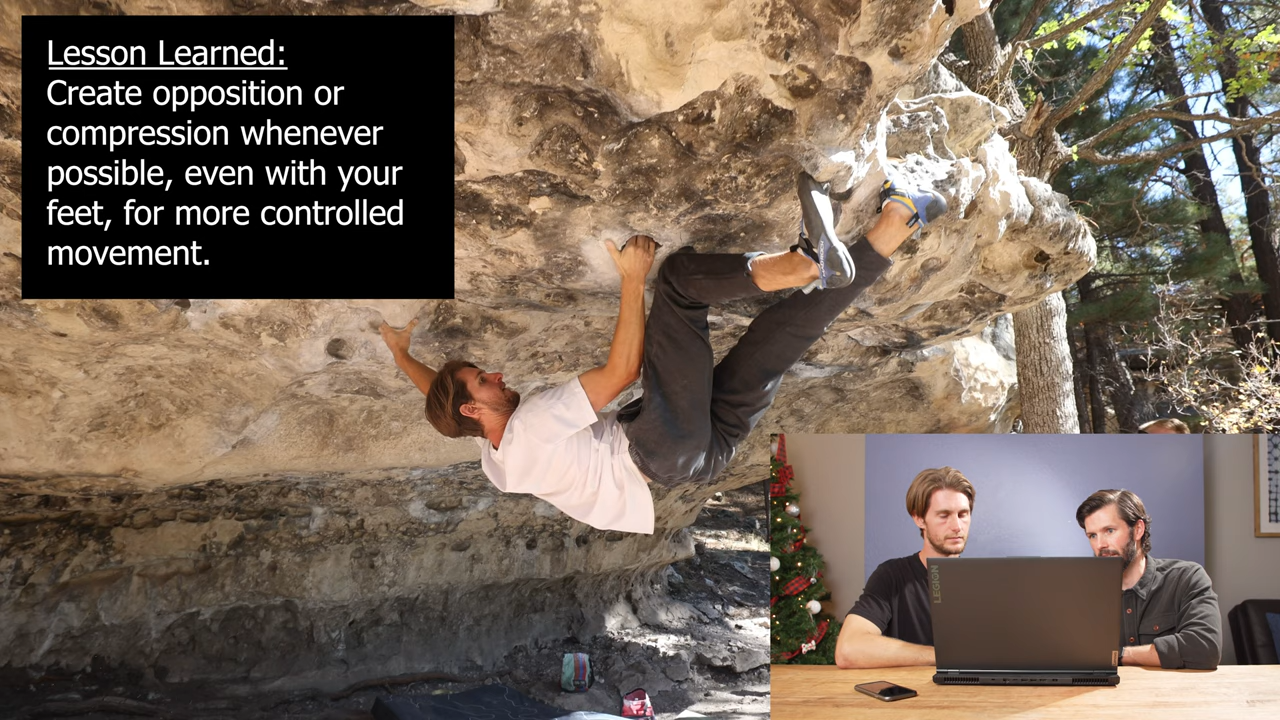 Lesson Learned:
Create opposition or
compression whenever
possible, even with your
feet, for more controlled
movement.
LEGION